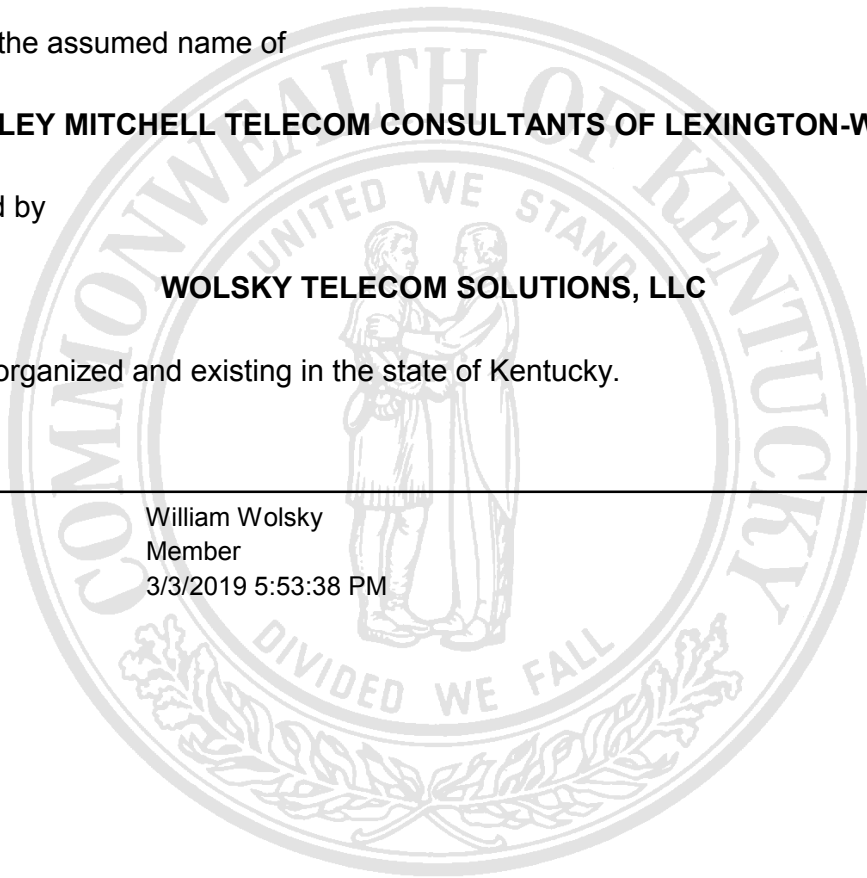 the assumed name of
LEY MITCHELL TELECOM CONSULTANTS OF LEXINGTON-W
d by
WOLSKY TELECOM SOLUTIONS, LLC
organized and existing in the state of Kentucky.
William Wolsky
Member
3/3/2019 5:53:38 PM
COMMONWEALTH OF KENTUCKY
UNITED WE STAND
DIVIDED WE FALL